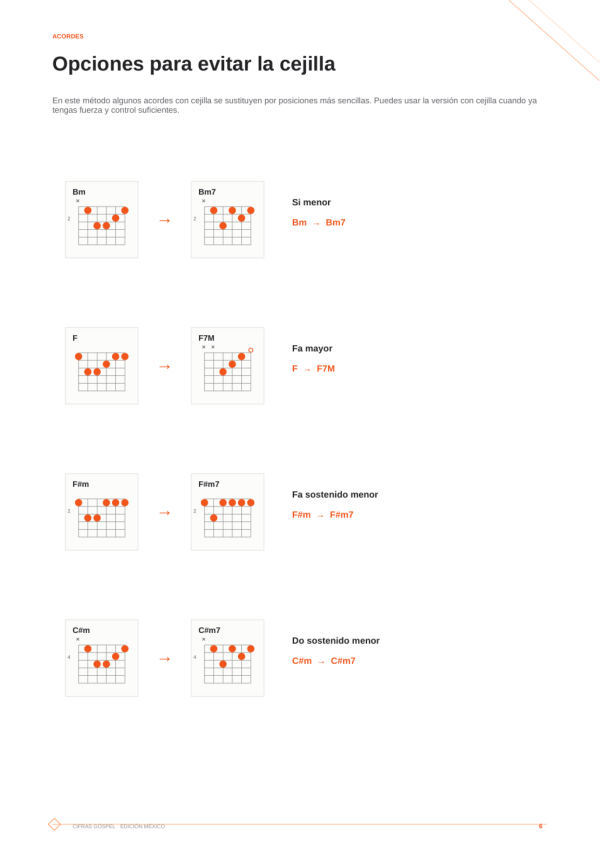 ACORDES
Opciones para evitar la cejilla
En este método algunos acordes con cejilla se sustituyen por posiciones más sencillas. Puedes usar la versión con cejilla cuando ya
tengas fuerza y control suficientes.
Bm
×
2
→
Bm7
×
2
Si menor
Bm → Bm7
F
→
F7M
× ×
Fa mayor
F → F7M
F#m
2
→
F#m7
2
Fa sostenido menor
F#m → F#m7
C#m
×
4
→
C#m7
×
4
Do sostenido menor
C#m → C#m7
CIFRAS GOSPEL · EDICIÓN MÉXICO
6